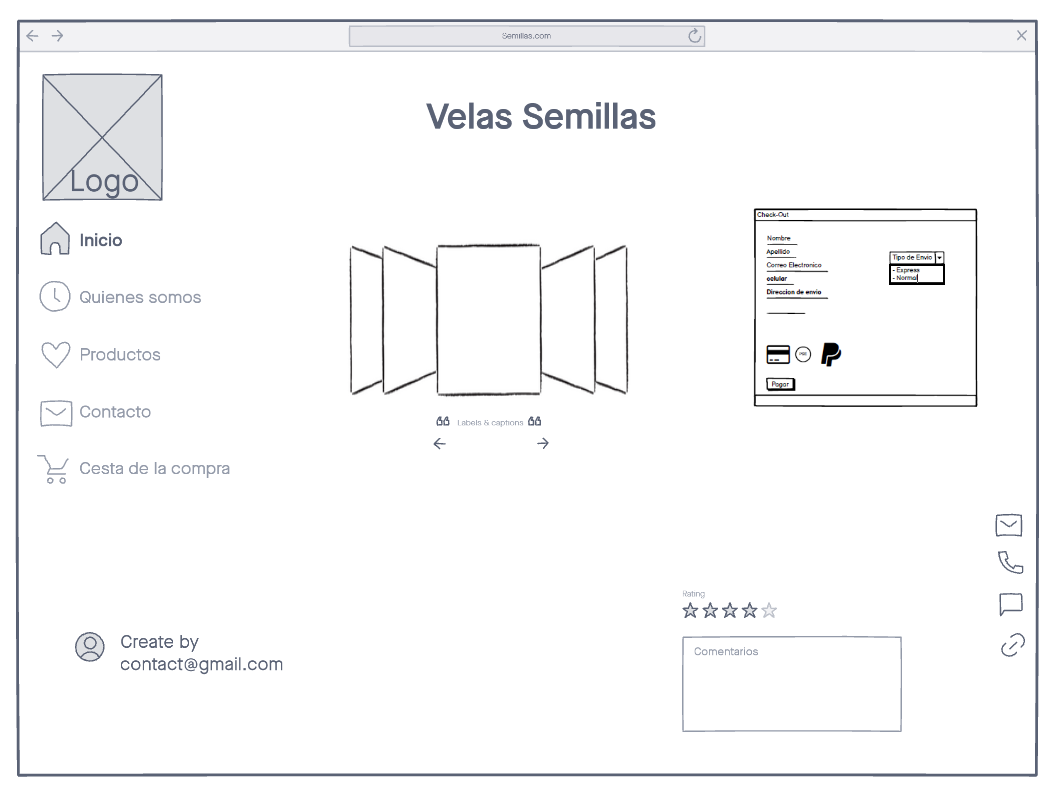 Semillas.com
Velas Semillas
Logo
Inicio
Quienes somos
Productos
Contacto
Cesta de la compra
Labels & captions
Check-Out
Nombre
Apellido
Correo Electronico
celular
Direccion de envio
Tipo de Envio
- Express
- Normal
Pagar
Rating
Comentarios
Create by
contact@gmail.com